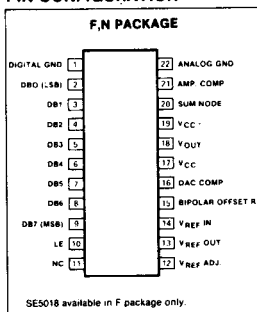 F,N PACKAGE
DIGITAL GND 1
DB0 (LSB) 2
DB1 3
DB2 4
DB3 5
DB4 6
DB5 7
DB6 8
DB7 (MSB) 9
LE 10
NC 11
22 ANALOG GND
21 AMP. COMP
20 SUM NODE
19 VCC -
18 VOUT
17 VCC
16 DAC COMP
15 BIPOLAR OFFSET R
14 VREF IN
13 VREF OUT
12 VREF ADJ.
SE5018 available in F package only.